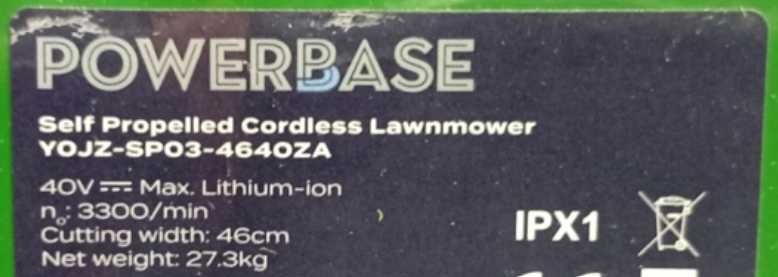 POWERBASE
Self Propelled Cordless Lawnmower
YOJZ-SP03-4640ZA
40V ⎓ Max. Lithium-ion
n₀: 3300/min
Cutting width: 46cm
IPX1
Net weight: 27.3kg